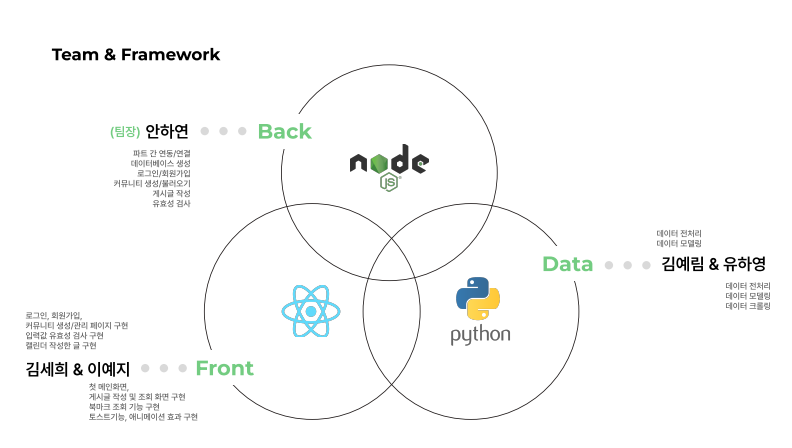 Team & Framework
(팀장) 안하연
Back
파트 간 연동/연결
데이터베이스 생성
로그인/회원가입
커뮤니티 생성/불러오기
게시글 작성
유효성 검사
node
JS
데이터 전처리
데이터 모델링
Data
김예림 & 유하영
데이터 전처리
데이터 모델링
데이터 크롤링
python
로그인, 회원가입,
커뮤니티 생성/관리 페이지 구현
입력값 유효성 검사 구현
캘린더 작성한 글 구현
김세희 & 이예지
Front
첫 메인화면,
게시글 작성 및 조회 화면 구현
북마크 조회 기능 구현
토스트기능, 애니메이션 효과 구현